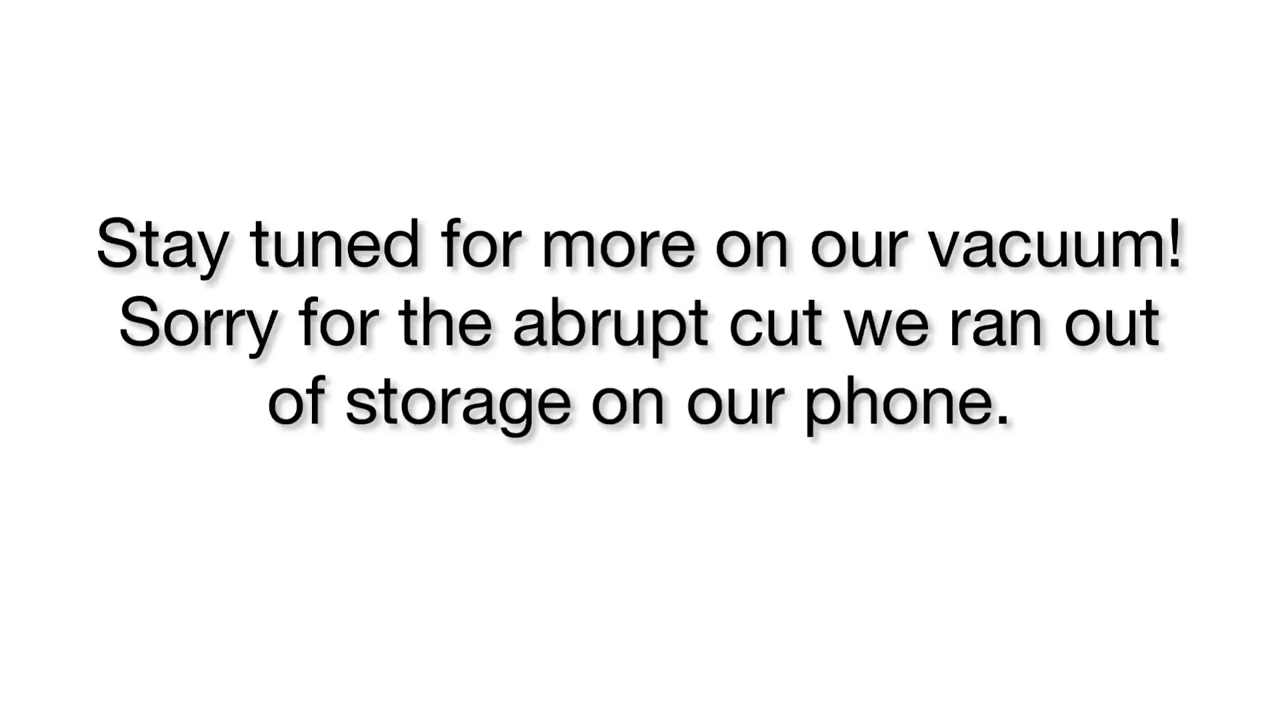 Stay tuned for more on our vacuum!
Sorry for the abrupt cut we ran out
of storage on our phone.